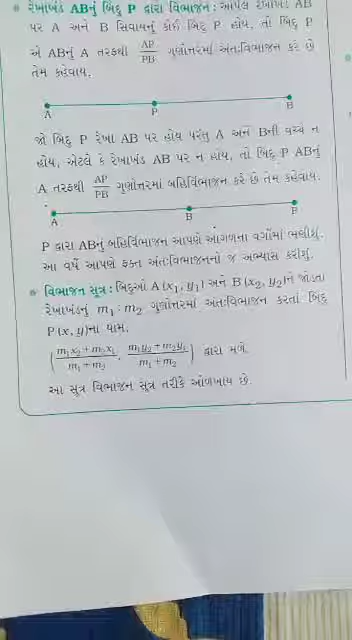 રેખાખંડ ABનું બિંદુ P દ્વારા વિભાજન : આપેલ રેખાખંડ AB
પર A અને B સિવાયનું કોઈ બિંદુ P હોય, તો બિંદુ P
એ ABનું A તરફથી AP/PB ગુણોત્તરમાં અંતઃવિભાજન કરે છે
તેમ કહેવાય.
A P B
જો બિંદુ P રેખા AB પર હોય પરંતુ A અને Bની વચ્ચે ન
હોય, એટલે કે રેખાખંડ AB પર ન હોય, તો બિંદુ P ABનું
A તરફથી AP/PB ગુણોત્તરમાં બહિર્વિભાજન કરે છે તેમ કહેવાય.
A B P
P દ્વારા ABનું બહિર્વિભાજન આપણે આગળના વર્ગોમાં ભણીશું.
આ વર્ષે આપણે ફક્ત અંતઃવિભાજનનો જ અભ્યાસ કરીશું.
વિભાજન સૂત્ર : બિંદુઓ A(x₁, y₁) અને B(x₂, y₂)ને જોડતા
રેખાખંડનું m₁ : m₂ ગુણોત્તરમાં અંતઃવિભાજન કરતાં બિંદુ
P(x, y)ના યામ,
(m₁x₂ + m₂x₁ / m₁ + m₂, m₁y₂ + m₂y₁ / m₁ + m₂) દ્વારા મળે.
આ સૂત્ર વિભાજન સૂત્ર તરીકે ઓળખાય છે.